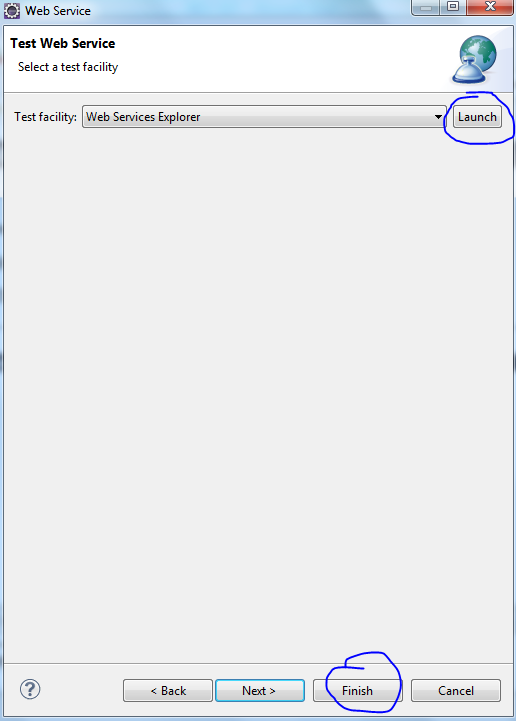 Web Service
Test Web Service
Select a test facility
Test facility: Web Services Explorer Launch
? < Back Next > Finish Cancel